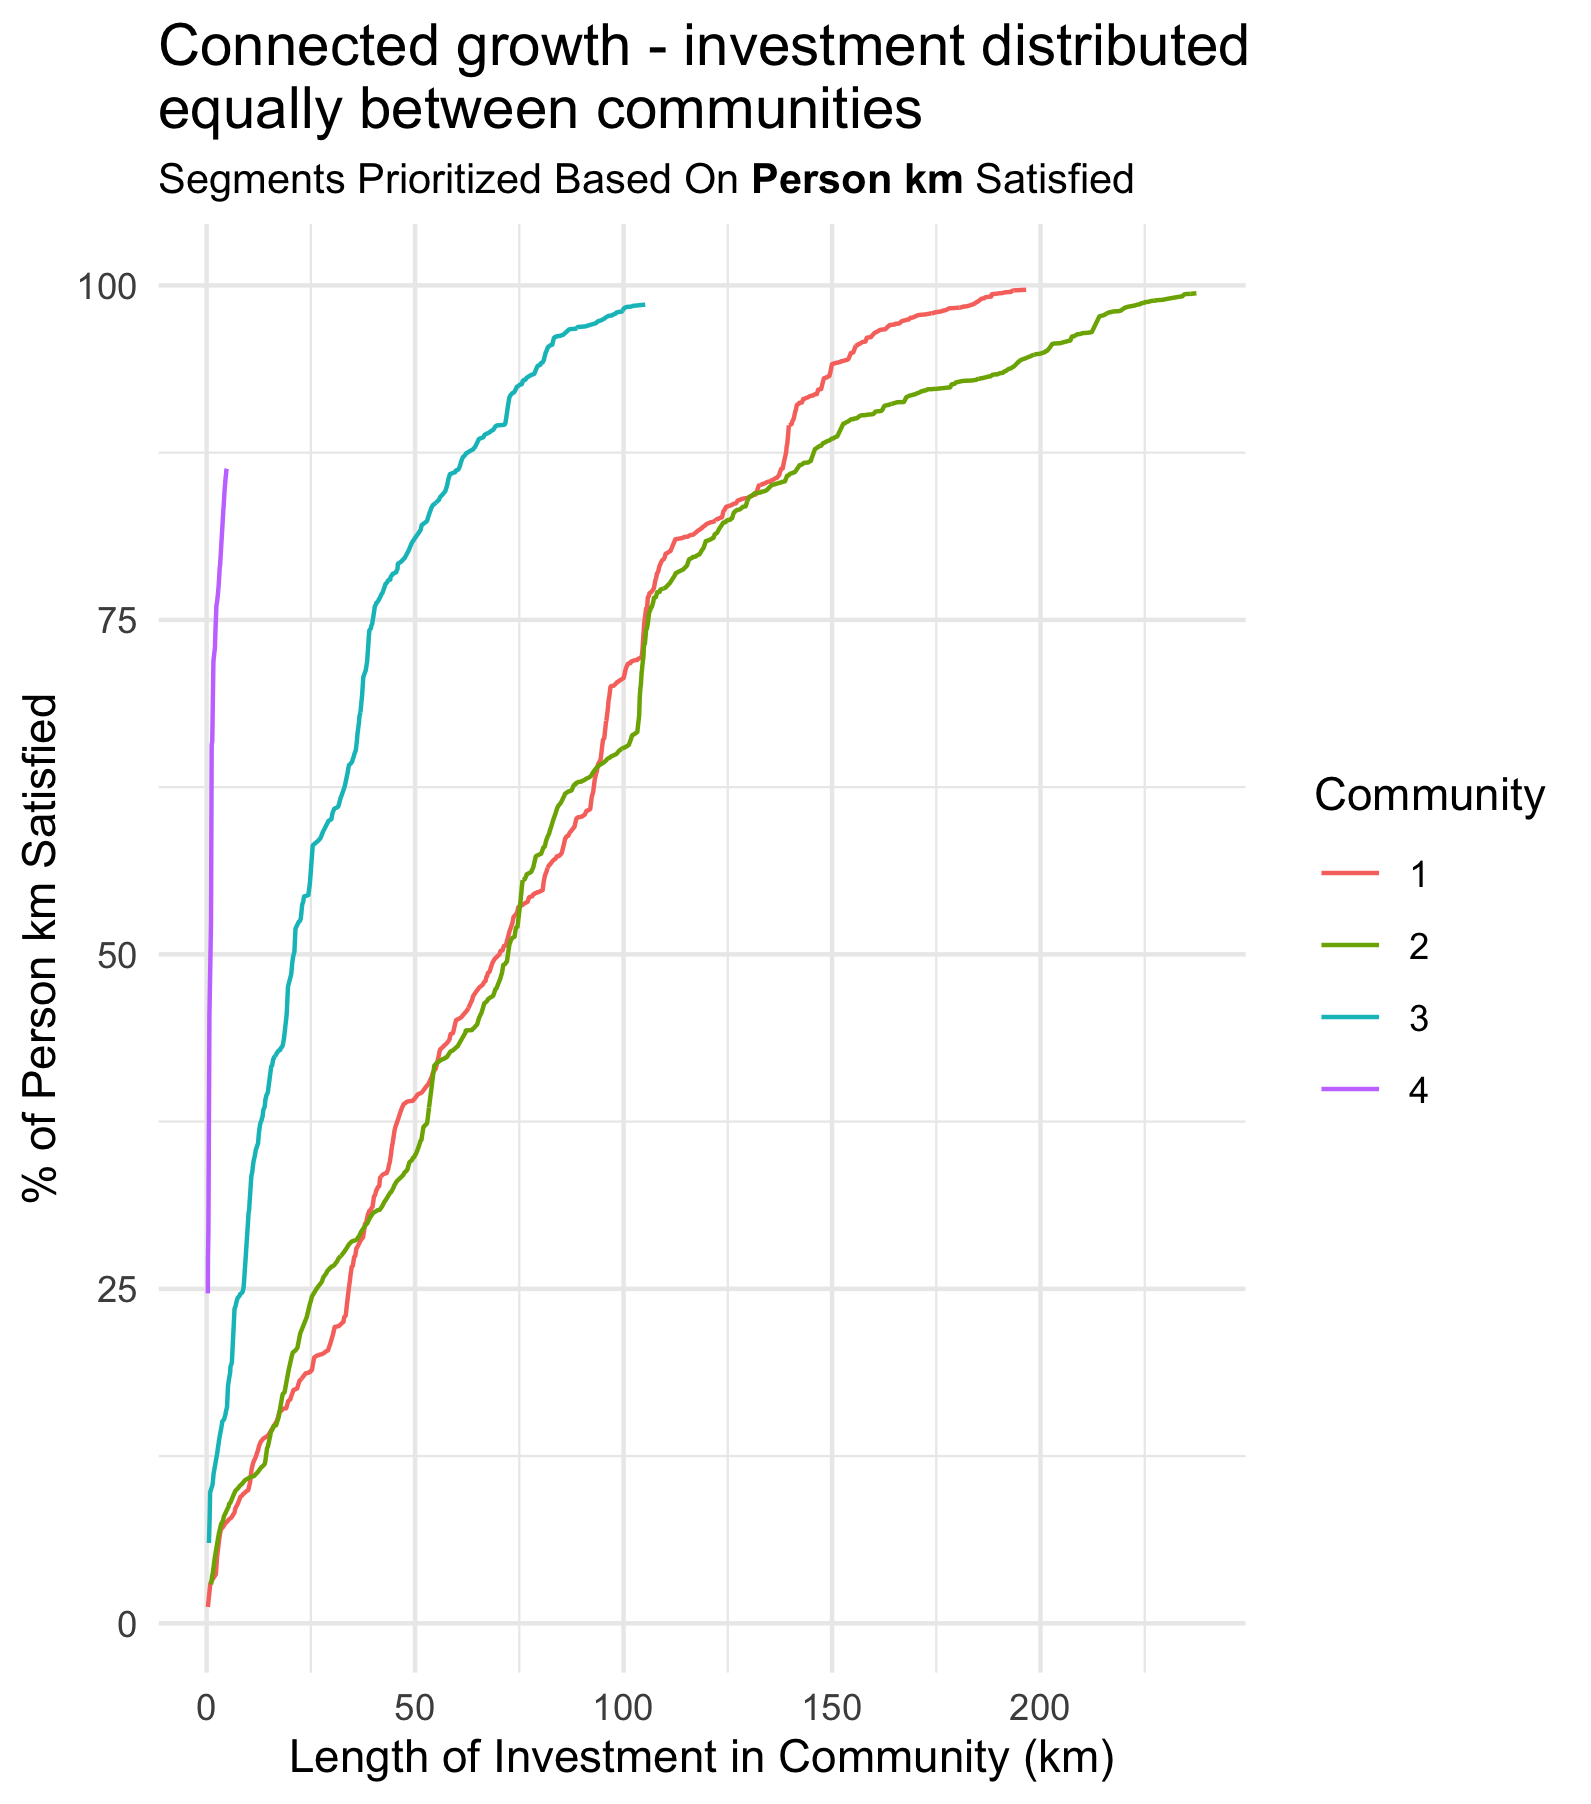 Connected growth - investment distributed
equally between communities
Segments Prioritized Based On Person km Satisfied
% of Person km Satisfied
100
75
50
25
0
0 50 100 150 200
Length of Investment in Community (km)
Community
1
2
3
4